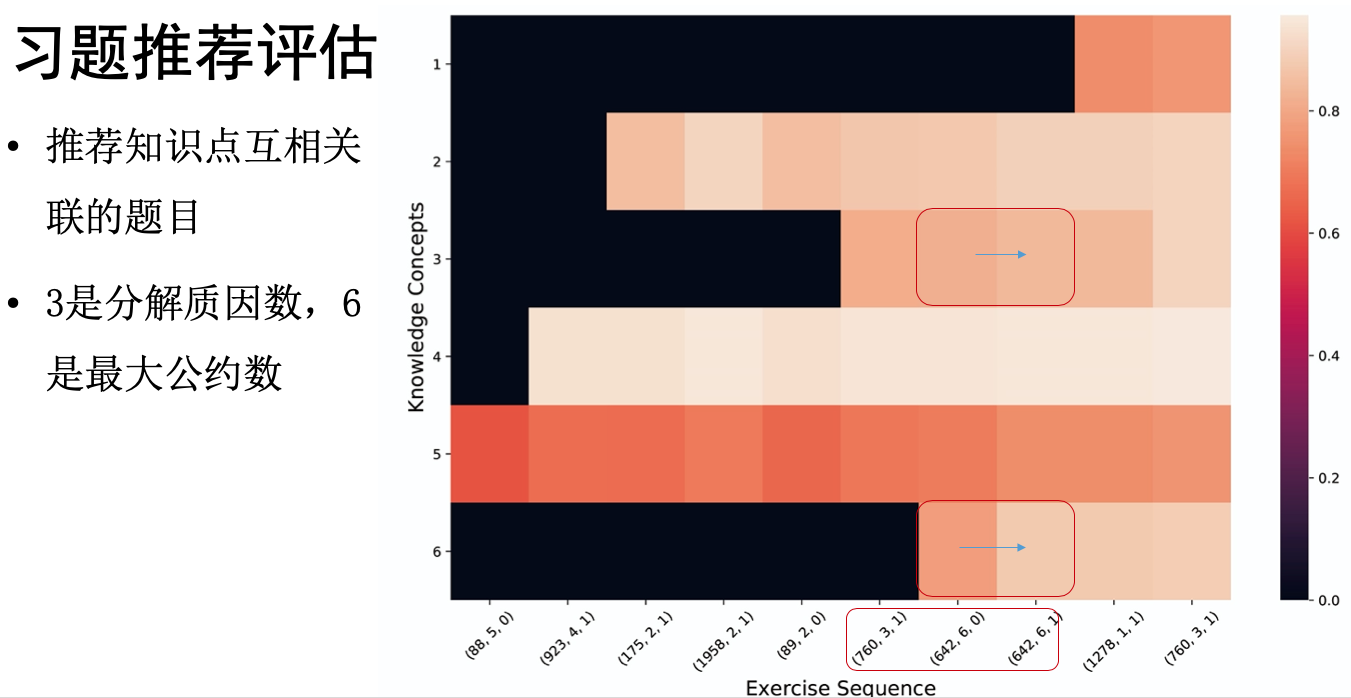 习题推荐评估
• 推荐知识点互相关
联的题目
• 3是分解质因数，6
是最大公约数
Knowledge Concepts
1
2
3
4
5
6
(88, 5, 0)
(923, 4, 1)
(175, 2, 1)
(1958, 2, 1)
(89, 2, 0)
(760, 3, 1)
(642, 6, 0)
(642, 6, 1)
(1278, 1, 1)
(760, 3, 1)
Exercise Sequence
0.8
0.6
0.4
0.2
0.0